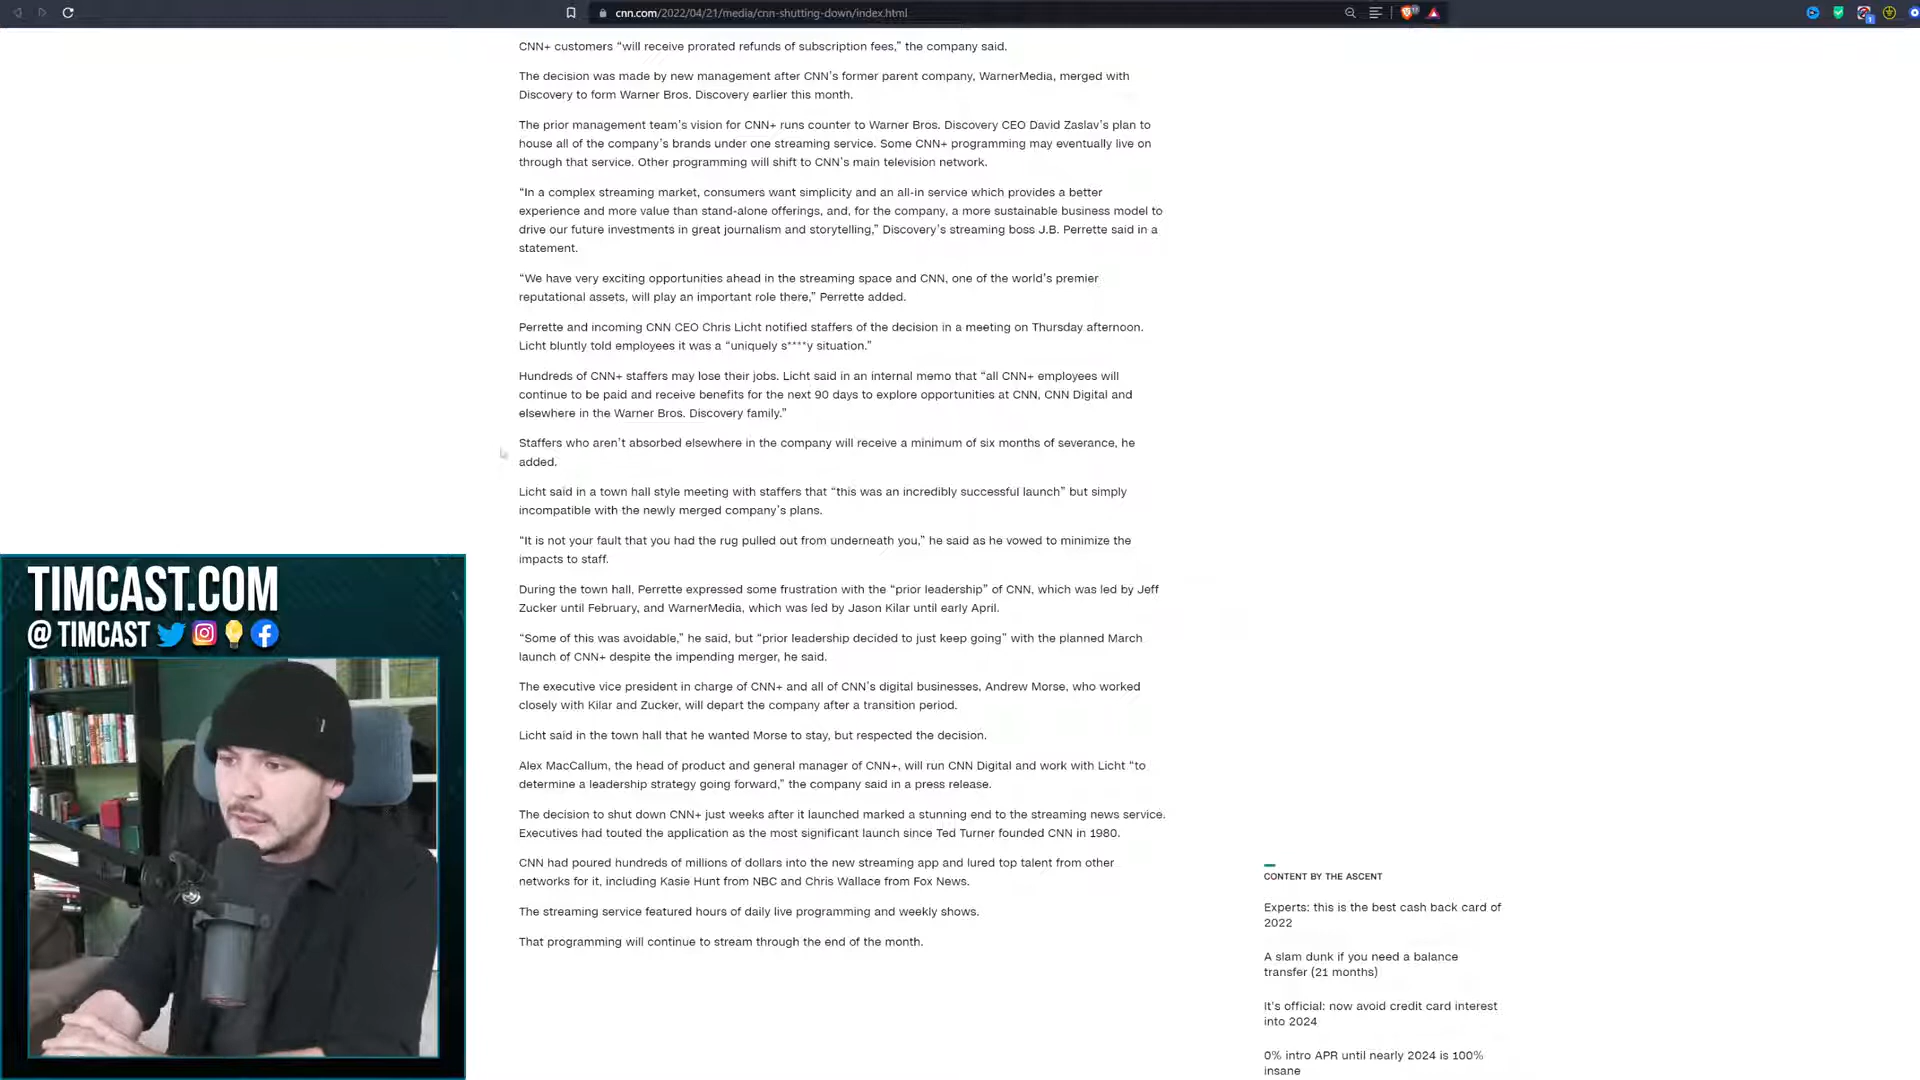 cnn.com/2022/04/21/media/cnn-shutting-down/index.html
CNN+ customers “will receive prorated refunds of subscription fees,” the company said.
The decision was made by new management after CNN’s former parent company, WarnerMedia, merged with
Discovery to form Warner Bros. Discovery earlier this month.
The prior management team’s vision for CNN+ runs counter to Warner Bros. Discovery CEO David Zaslav’s plan to
house all of the company’s brands under one streaming service. Some CNN+ programming may eventually live on
through that service. Other programming will shift to CNN’s main television network.
“In a complex streaming market, consumers want simplicity and an all-in service which provides a better
experience and more value than stand-alone offerings, and, for the company, a more sustainable business model to
drive our future investments in great journalism and storytelling,” Discovery’s streaming boss J.B. Perrette said in a
statement.
“We have very exciting opportunities ahead in the streaming space and CNN, one of the world’s premier
reputational assets, will play an important role there,” Perrette added.
Perrette and incoming CNN CEO Chris Licht notified staffers of the decision in a meeting on Thursday afternoon.
Licht bluntly told employees it was a “uniquely s****y situation.”
Hundreds of CNN+ staffers may lose their jobs. Licht said in an internal memo that “all CNN+ employees will
continue to be paid and receive benefits for the next 90 days to explore opportunities at CNN, CNN Digital and
elsewhere in the Warner Bros. Discovery family.”
Staffers who aren’t absorbed elsewhere in the company will receive a minimum of six months of severance, he
added.
Licht said in a town hall style meeting with staffers that “this was an incredibly successful launch” but simply
incompatible with the newly merged company’s plans.
“It is not your fault that you had the rug pulled out from underneath you,” he said as he vowed to minimize the
impacts to staff.
During the town hall, Perrette expressed some frustration with the “prior leadership” of CNN, which was led by Jeff
Zucker until February, and WarnerMedia, which was led by Jason Kilar until early April.
“Some of this was avoidable,” he said, but “prior leadership decided to just keep going” with the planned March
launch of CNN+ despite the impending merger, he said.
The executive vice president in charge of CNN+ and all of CNN’s digital businesses, Andrew Morse, who worked
closely with Kilar and Zucker, will depart the company after a transition period.
Licht said in the town hall that he wanted Morse to stay, but respected the decision.
Alex MacCallum, the head of product and general manager of CNN+, will run CNN Digital and work with Licht “to
determine a leadership strategy going forward,” the company said in a press release.
The decision to shut down CNN+ just weeks after it launched marked a stunning end to the streaming news service.
Executives had touted the application as the most significant launch since Ted Turner founded CNN in 1980.
CNN had poured hundreds of millions of dollars into the new streaming app and lured top talent from other
networks for it, including Kasie Hunt from NBC and Chris Wallace from Fox News.
The streaming service featured hours of daily live programming and weekly shows.
That programming will continue to stream through the end of the month.
TIMCAST.COM
@ TIMCAST
CONTENT BY THE ASCENT
Experts: this is the best cash back card of
2022
A slam dunk if you need a balance
transfer (21 months)
It’s official: now avoid credit card interest
into 2024
0% intro APR until nearly 2024 is 100%
insane